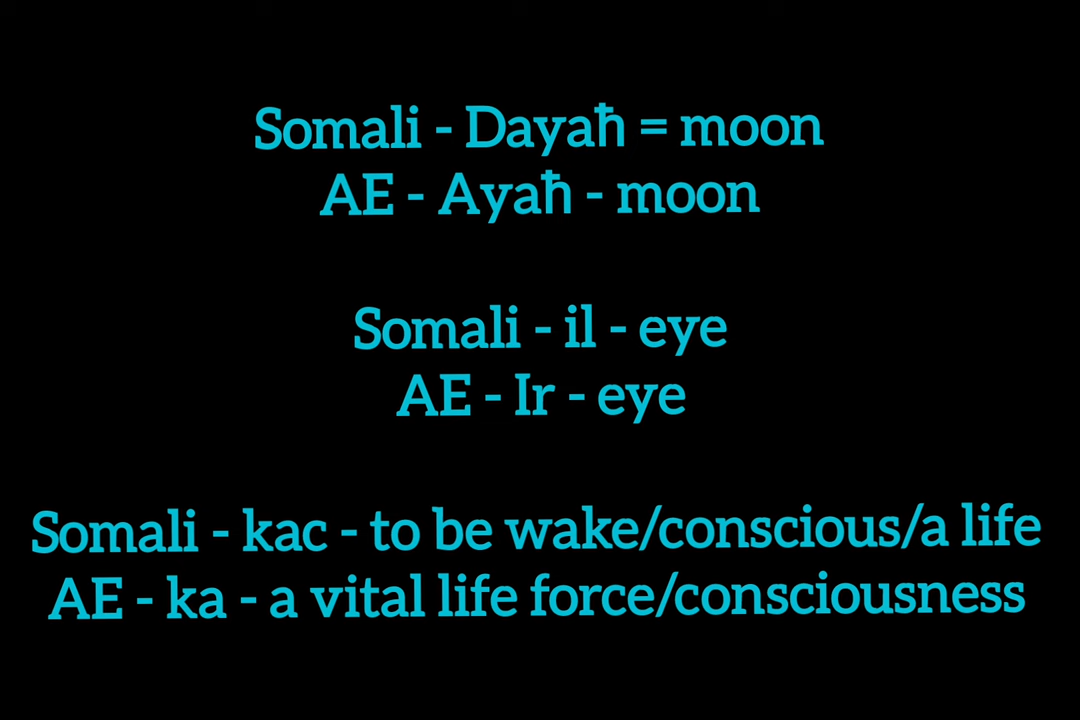 Somali - Dayaħ = moon
AE - Ayaħ - moon
Somali - il - eye
AE - Ir - eye
Somali - kac - to be wake/conscious/a life
AE - ka - a vital life force/consciousness